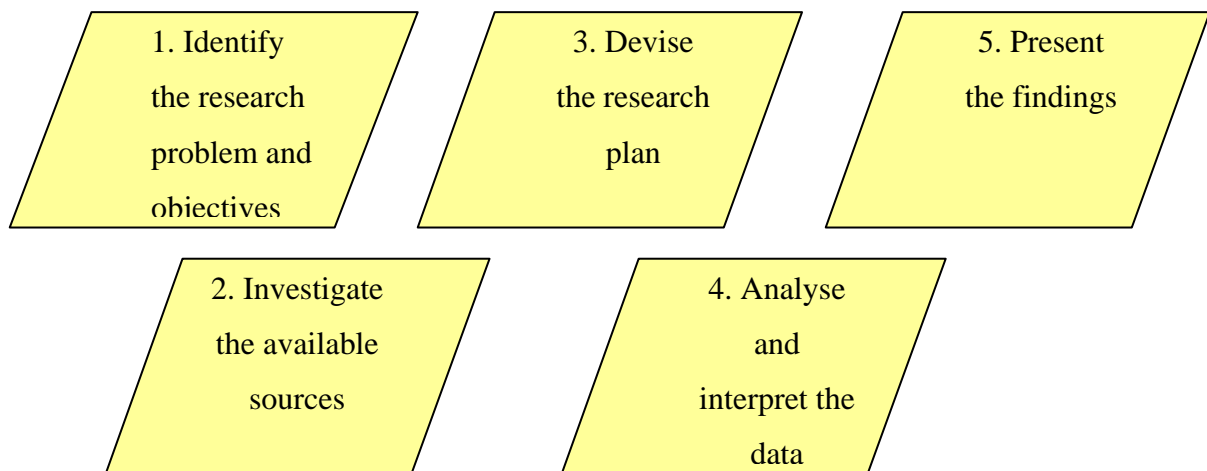 1. Identify
the research
problem and
objectives
2. Investigate
the available
sources
3. Devise
the research
plan
4. Analyse
and
interpret the
data
5. Present
the findings